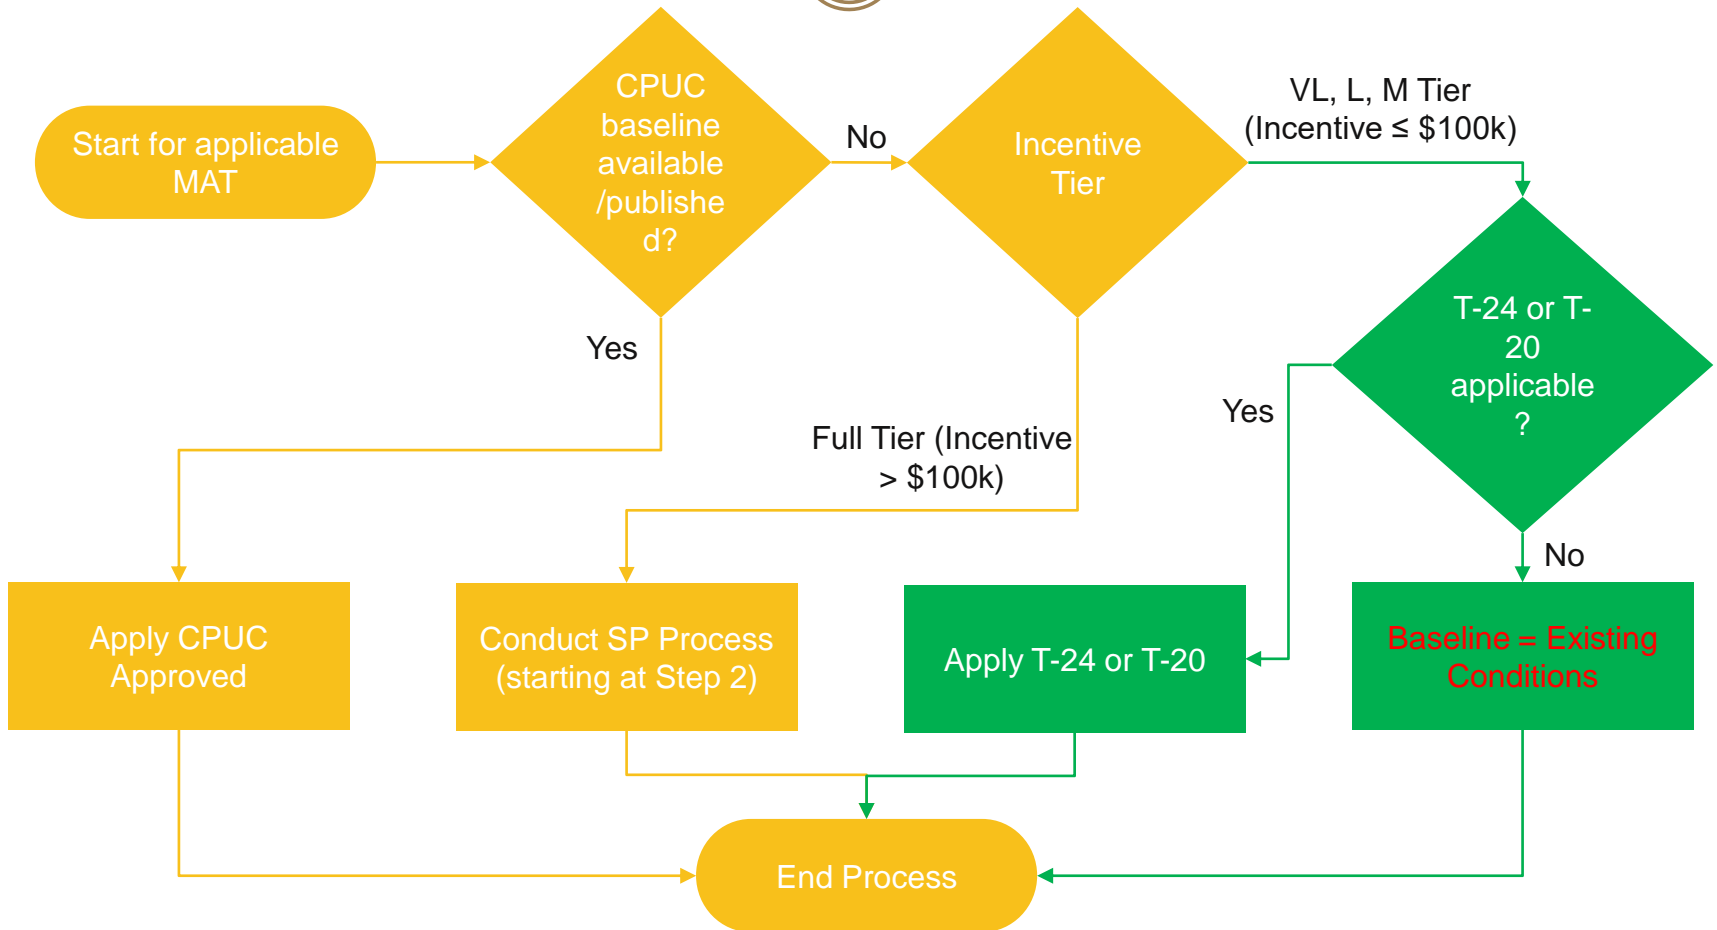 Start for applicable
MAT
CPUC
baseline
available
/publishe
d?
No
Incentive
Tier
VL, L, M Tier
(Incentive ≤ $100k)
T-24 or T-
20
applicable
?
Yes
Full Tier (Incentive
> $100k)
Yes
No
Apply CPUC
Approved
Conduct SP Process
(starting at Step 2)
Apply T-24 or T-20
Baseline = Existing
Conditions
End Process